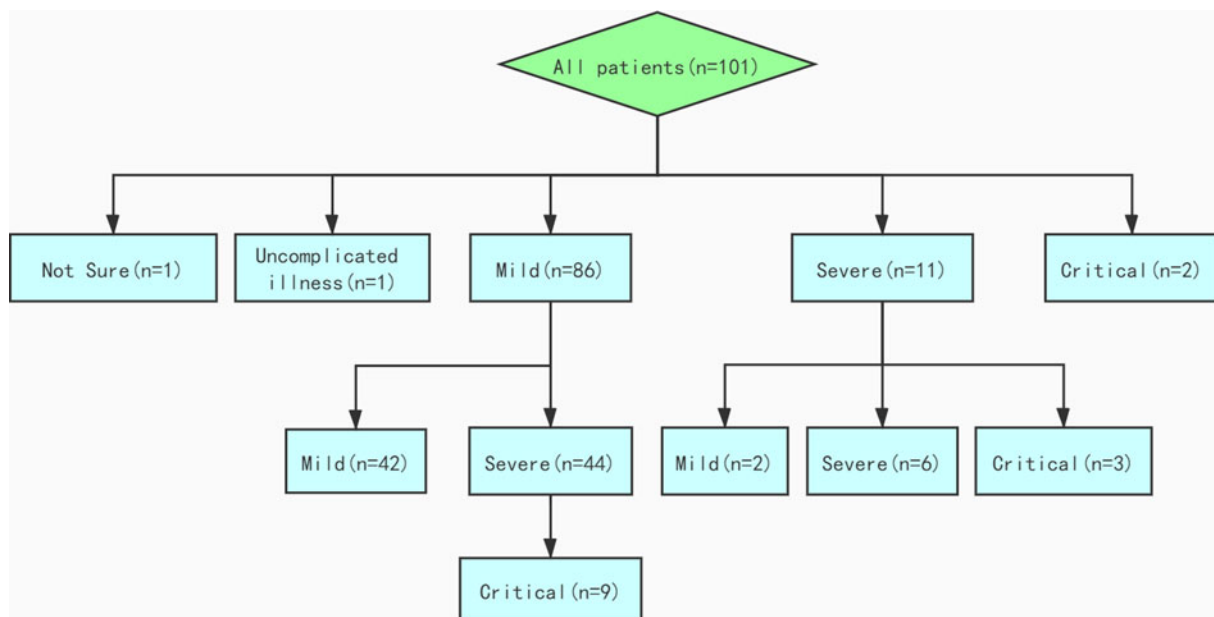 All patients(n=101)
Not Sure(n=1)
Uncomplicated
illness(n=1)
Mild(n=86)
Severe(n=11)
Critical(n=2)
Mild(n=42)
Severe(n=44)
Mild(n=2)
Severe(n=6)
Critical(n=3)
Critical(n=9)